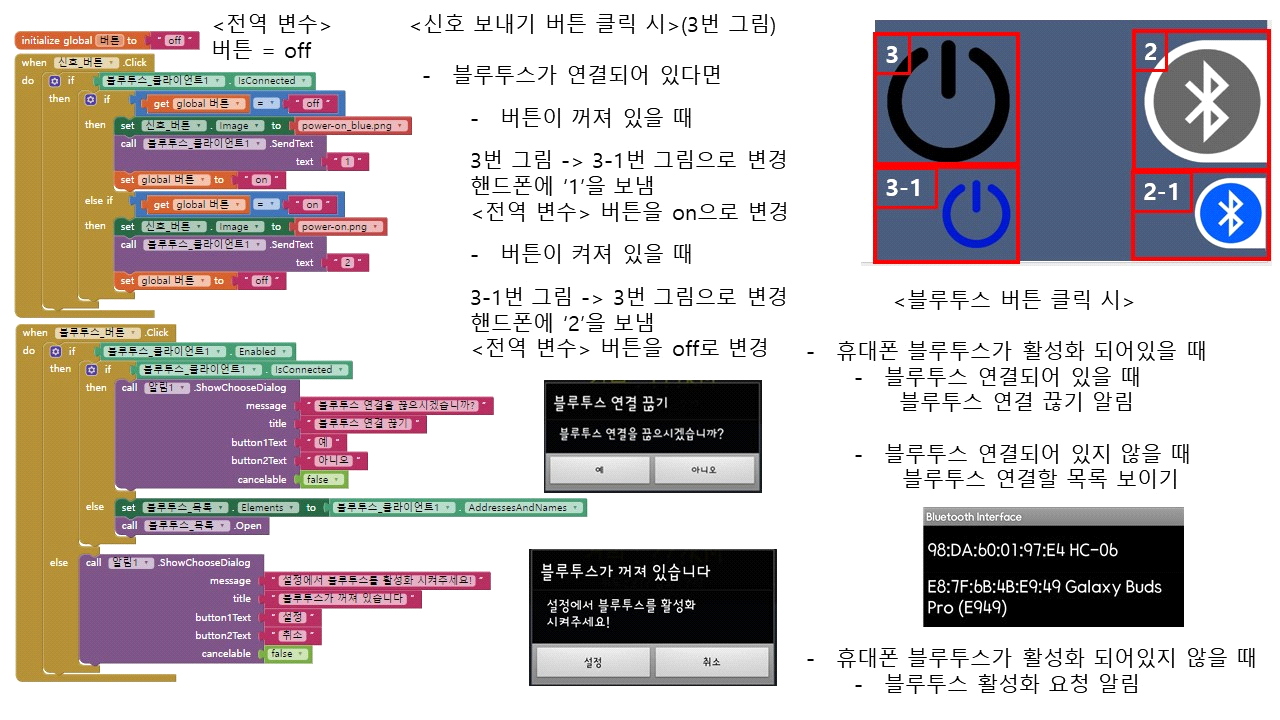 initialize global 버튼 to " off "
when 신호_버튼 .Click
do if 블루투스_클라이언트1 . IsConnected
then if get global 버튼 = " off "
then set 신호_버튼 . Image to power-on_blue.png
call 블루투스_클라이언트1 .SendText
text " 1 "
set global 버튼 to " on "
else if get global 버튼 = " on "
then set 신호_버튼 . Image to power-on.png
call 블루투스_클라이언트1 .SendText
text " 2 "
set global 버튼 to " off "
when 블루투스_버튼 .Click
do if 블루투스_클라이언트1 . Enabled
then if 블루투스_클라이언트1 . IsConnected
then call 알림1 .ShowChooseDialog
message " 블루투스 연결을 끊으시겠습니까? "
title " 블루투스 연결 끊기 "
button1Text " 예 "
button2Text " 아니오 "
cancelable false
else set 블루투스_목록 . Elements to 블루투스_클라이언트1 . AddressesAndNames
call 블루투스_목록 .Open
else call 알림1 .ShowChooseDialog
message " 설정에서 블루투스를 활성화 시켜주세요! "
title " 블루투스가 꺼져 있습니다 "
button1Text " 설정 "
button2Text " 취소 "
cancelable false
<전역 변수>
버튼 = off
<신호 보내기 버튼 클릭 시>(3번 그림)
- 블루투스가 연결되어 있다면
- 버튼이 꺼져 있을 때
3번 그림 -> 3-1번 그림으로 변경
핸드폰에 '1'을 보냄
<전역 변수> 버튼을 on으로 변경
- 버튼이 켜져 있을 때
3-1번 그림 -> 3번 그림으로 변경
핸드폰에 '2'을 보냄
<전역 변수> 버튼을 off로 변경
블루투스 연결 끊기
블루투스 연결을 끊으시겠습니까?
예 아니오
블루투스가 꺼져 있습니다
설정에서 블루투스를 활성화
시켜주세요!
설정 취소
3
2
3-1
2-1
<블루투스 버튼 클릭 시>
- 휴대폰 블루투스가 활성화 되어있을 때
- 블루투스 연결되어 있을 때
블루투스 연결 끊기 알림
- 블루투스 연결되어 있지 않을 때
블루투스 연결할 목록 보이기
Bluetooth Interface
98:DA:60:01:97:E4 HC-06
E8:7F:6B:4B:E9:49 Galaxy Buds
Pro (E949)
- 휴대폰 블루투스가 활성화 되어있지 않을 때
- 블루투스 활성화 요청 알림